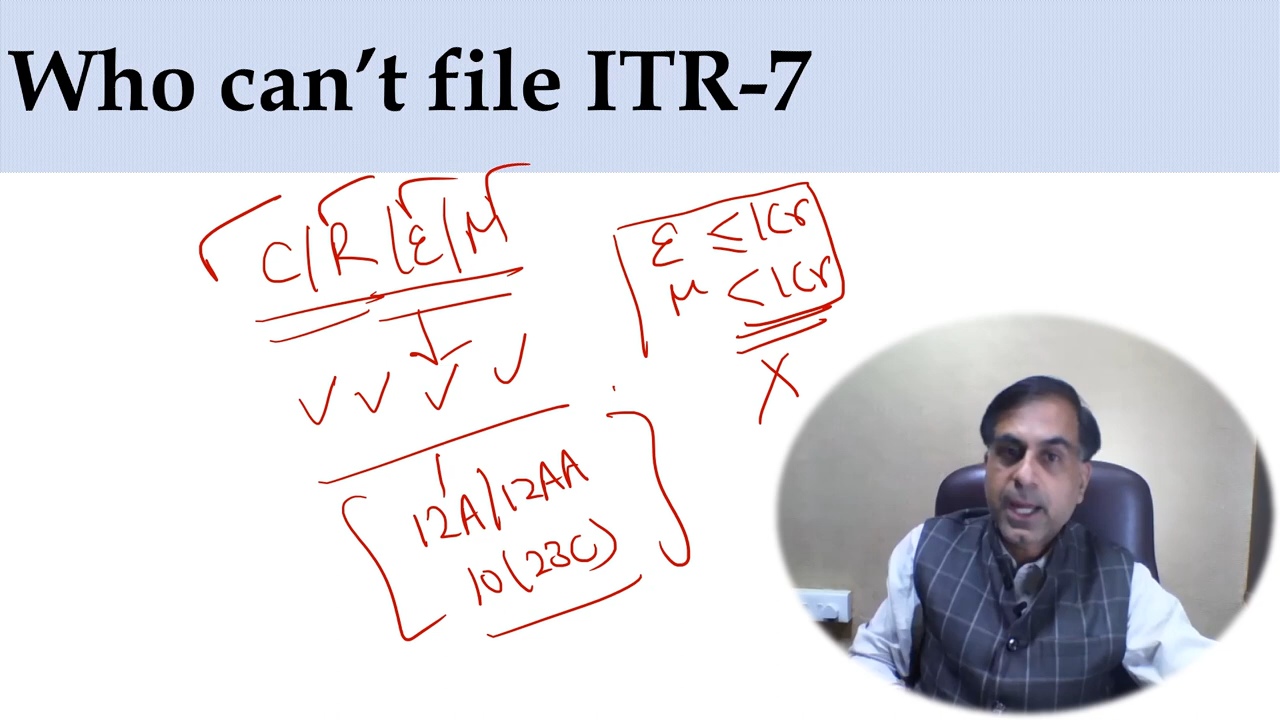 Who can't file ITR-7
C/R/E/M
E ≤ 1Cr
M < 1Cr
X
12A/12AA
10(23C)